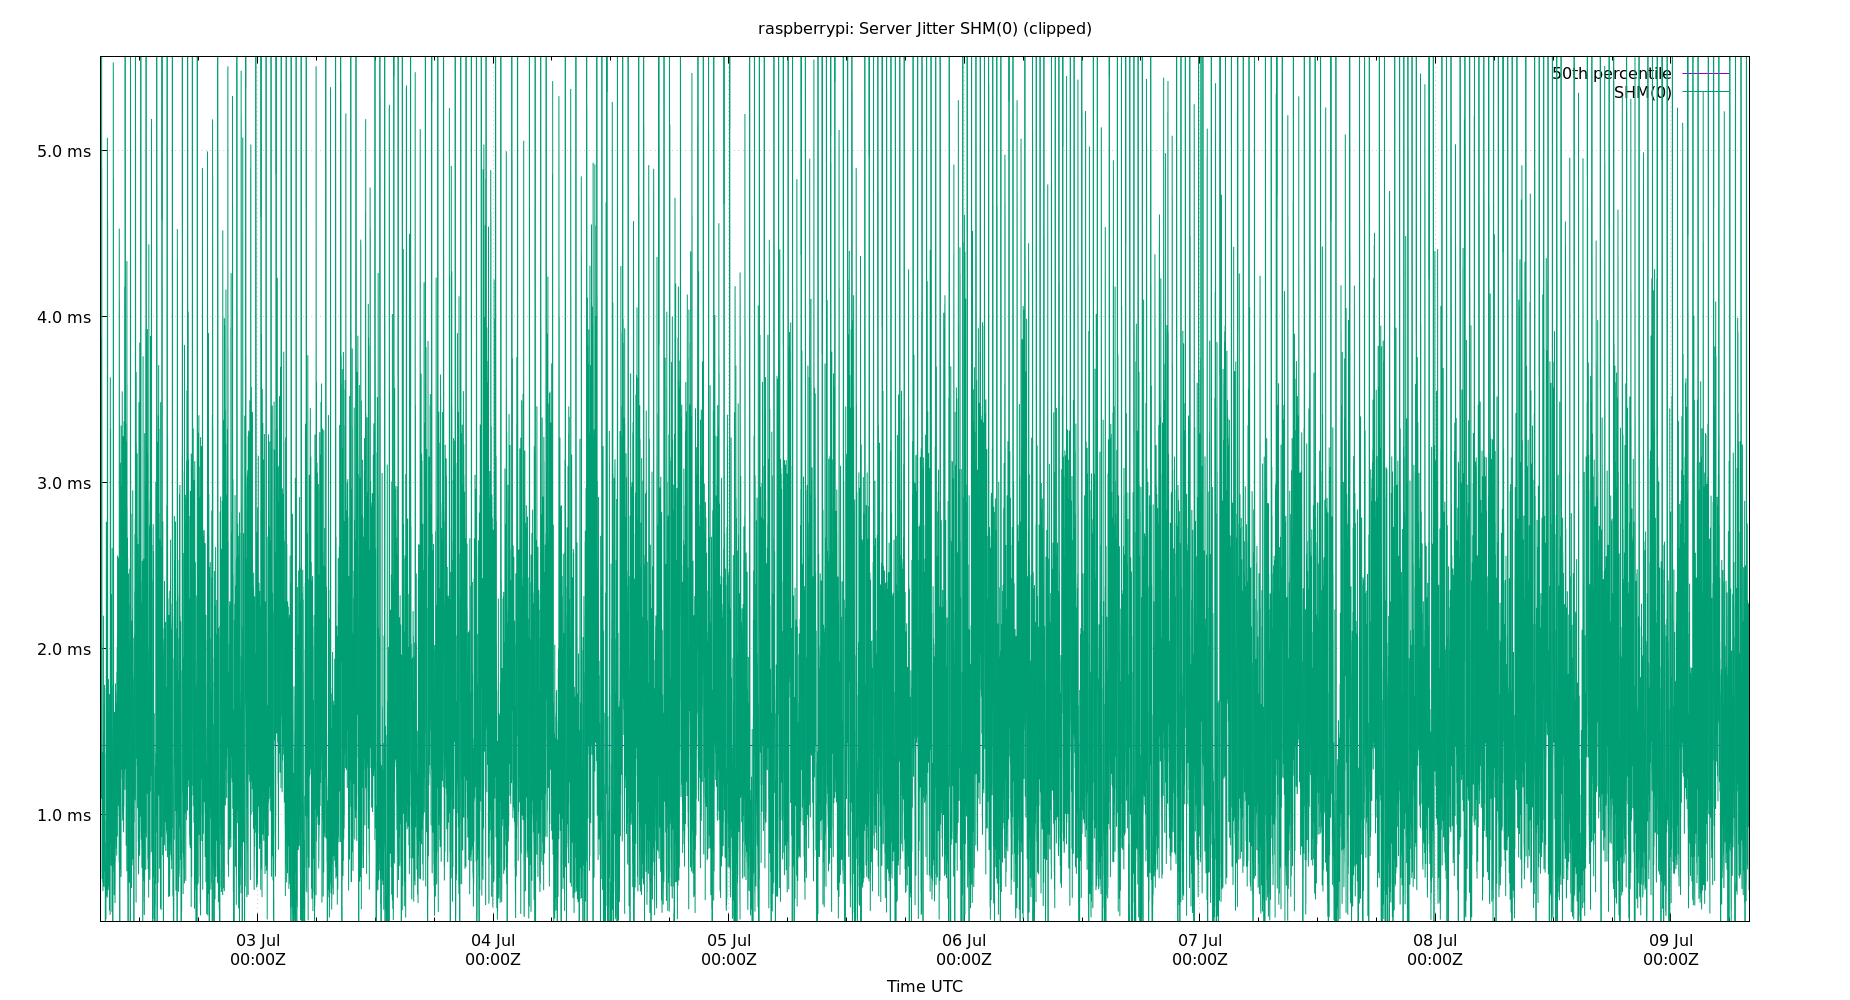 raspberrypi: Server Jitter SHM(0) (clipped)
50th percentile
SHM(0)
5.0 ms
4.0 ms
3.0 ms
2.0 ms
1.0 ms
03 Jul 04 Jul 05 Jul 06 Jul 07 Jul 08 Jul 09 Jul
00:00Z 00:00Z 00:00Z 00:00Z 00:00Z 00:00Z 00:00Z
Time UTC